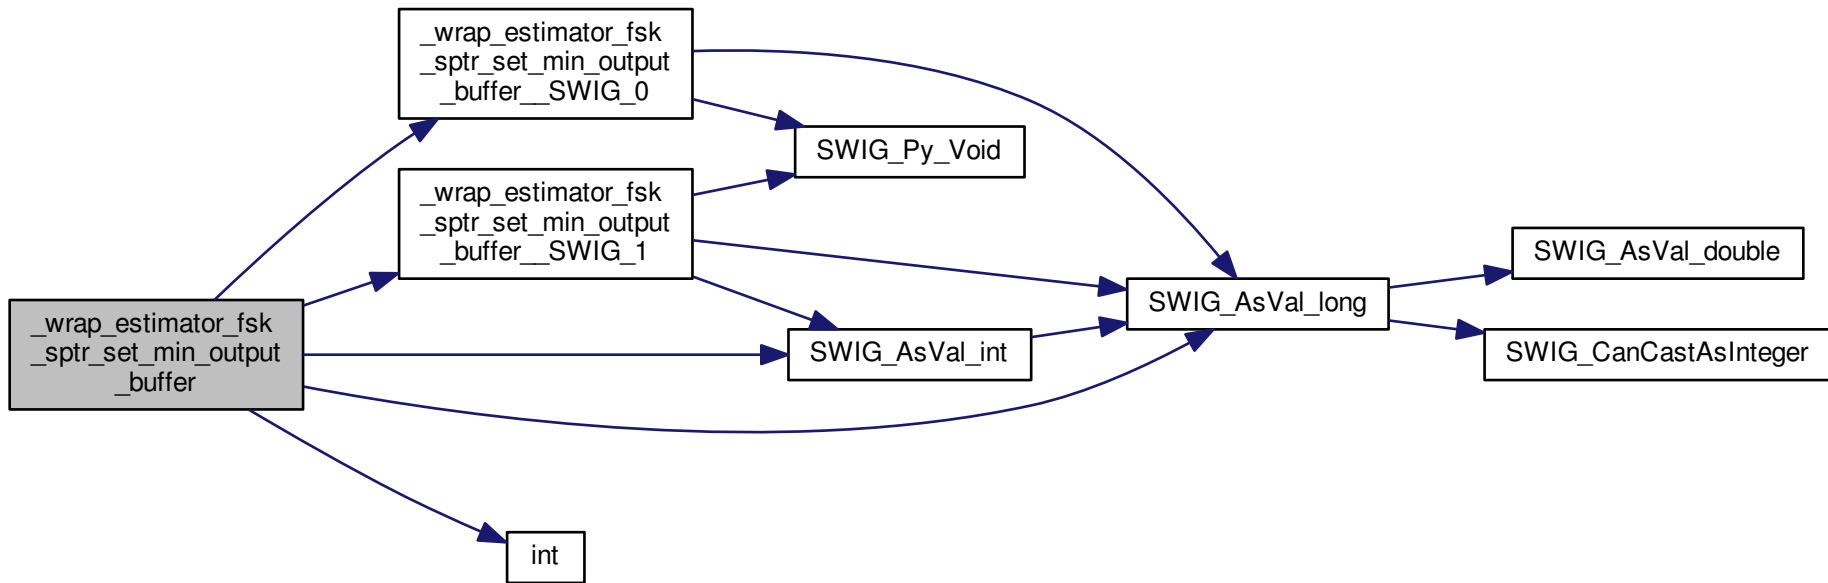 _wrap_estimator_fsk
_sptr_set_min_output
_buffer__SWIG_0
SWIG_Py_Void
_wrap_estimator_fsk
_sptr_set_min_output
_buffer__SWIG_1
SWIG_AsVal_double
SWIG_AsVal_long
_wrap_estimator_fsk
_sptr_set_min_output
_buffer
SWIG_AsVal_int
SWIG_CanCastAsInteger
int